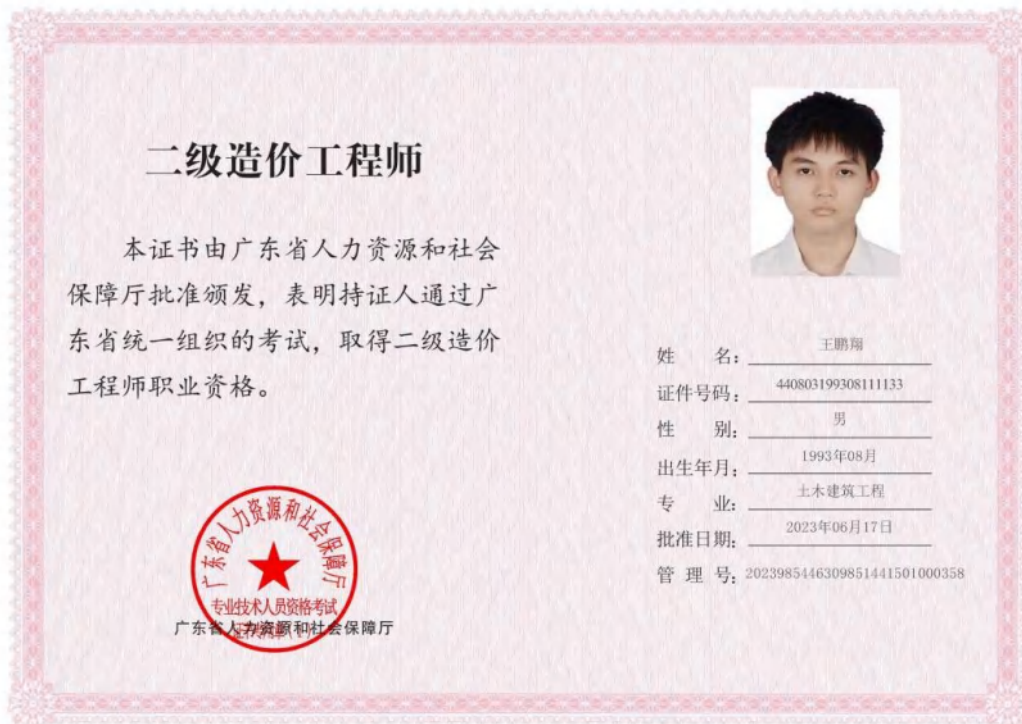 二级造价工程师
本证书由广东省人力资源和社会
保障厅批准颁发，表明持证人通过广
东省统一组织的考试，取得二级造价
工程师职业资格。
广东省人力资源和社会保障厅
专业技术人员资格考试
广东省人力资源和社会保障厅
姓 名：王鹏翔
证件号码：440803199308111133
性 别：男
出生年月：1993年08月
专 业：土木建筑工程
批准日期：2023年06月17日
管 理 号：20239854463098514415010​00358